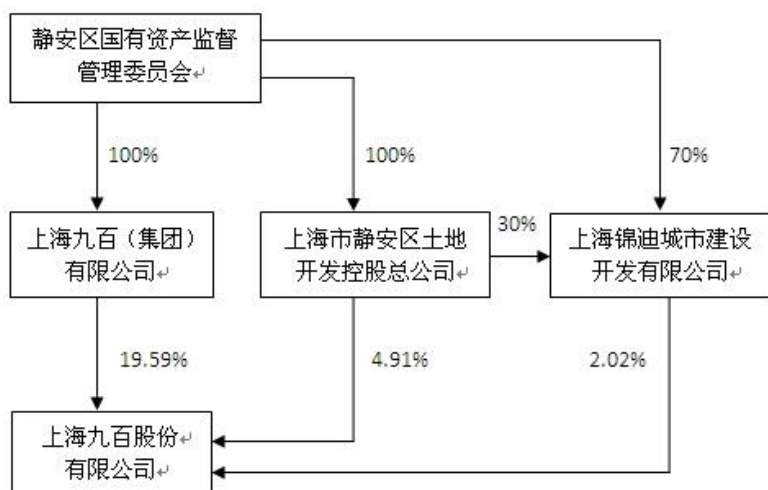 静安区国有资产监督
管理委员会↵
100%
100%
70%
上海九百（集团）
有限公司↵
上海市静安区土地
开发控股总公司↵
30%
上海锦迪城市建设
开发有限公司↵
19.59%
4.91%
2.02%
上海九百股份↵
有限公司↵